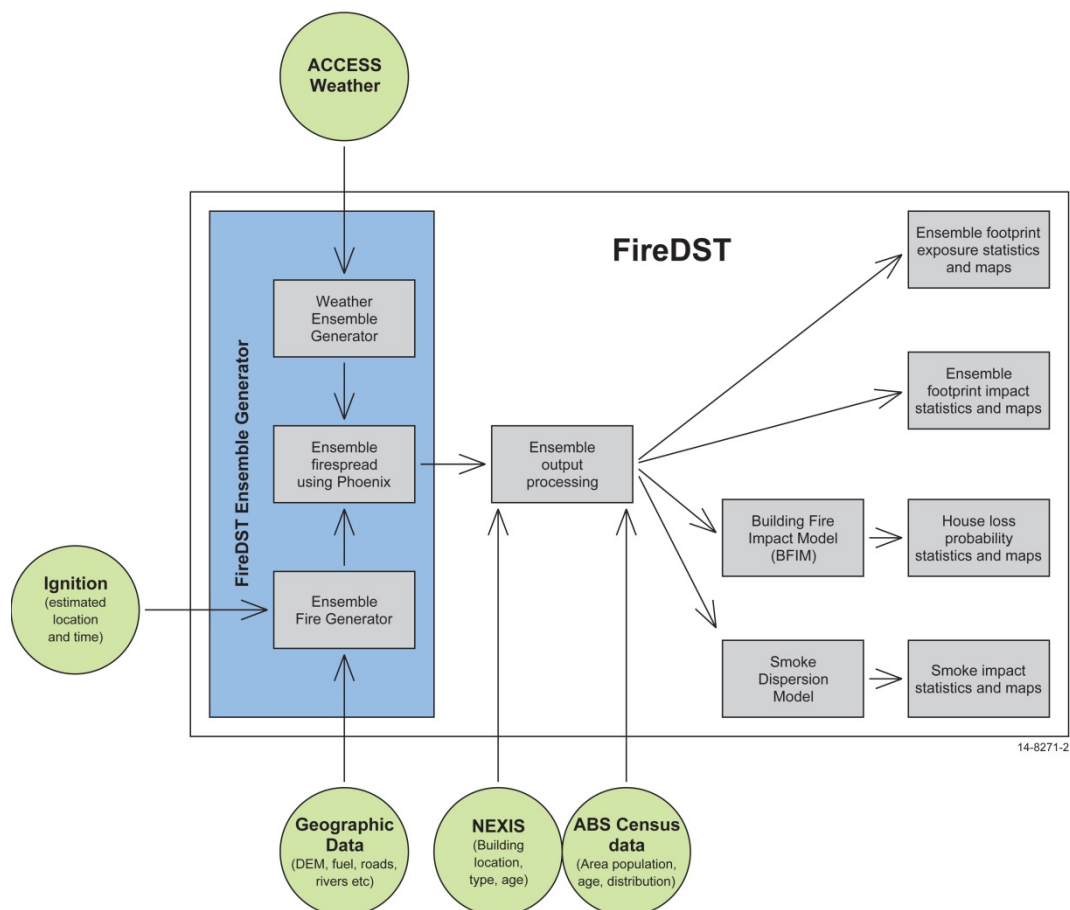 ACCESS
Weather
FireDST
FireDST Ensemble Generator
Weather
Ensemble
Generator
Ensemble
firespread
using Phoenix
Ensemble
Fire Generator
Ignition
(estimated
location
and time)
Ensemble
output
processing
Ensemble footprint
exposure statistics
and maps
Ensemble
footprint impact
statistics and maps
Building Fire
Impact Model
(BFIM)
House loss
probability
statistics and maps
Smoke
Dispersion
Model
Smoke impact
statistics and maps
14-8271-2
Geographic
Data
(DEM, fuel, roads,
rivers etc)
NEXIS
(Building
location,
type, age)
ABS Census
data
(Area population,
age, distribution)